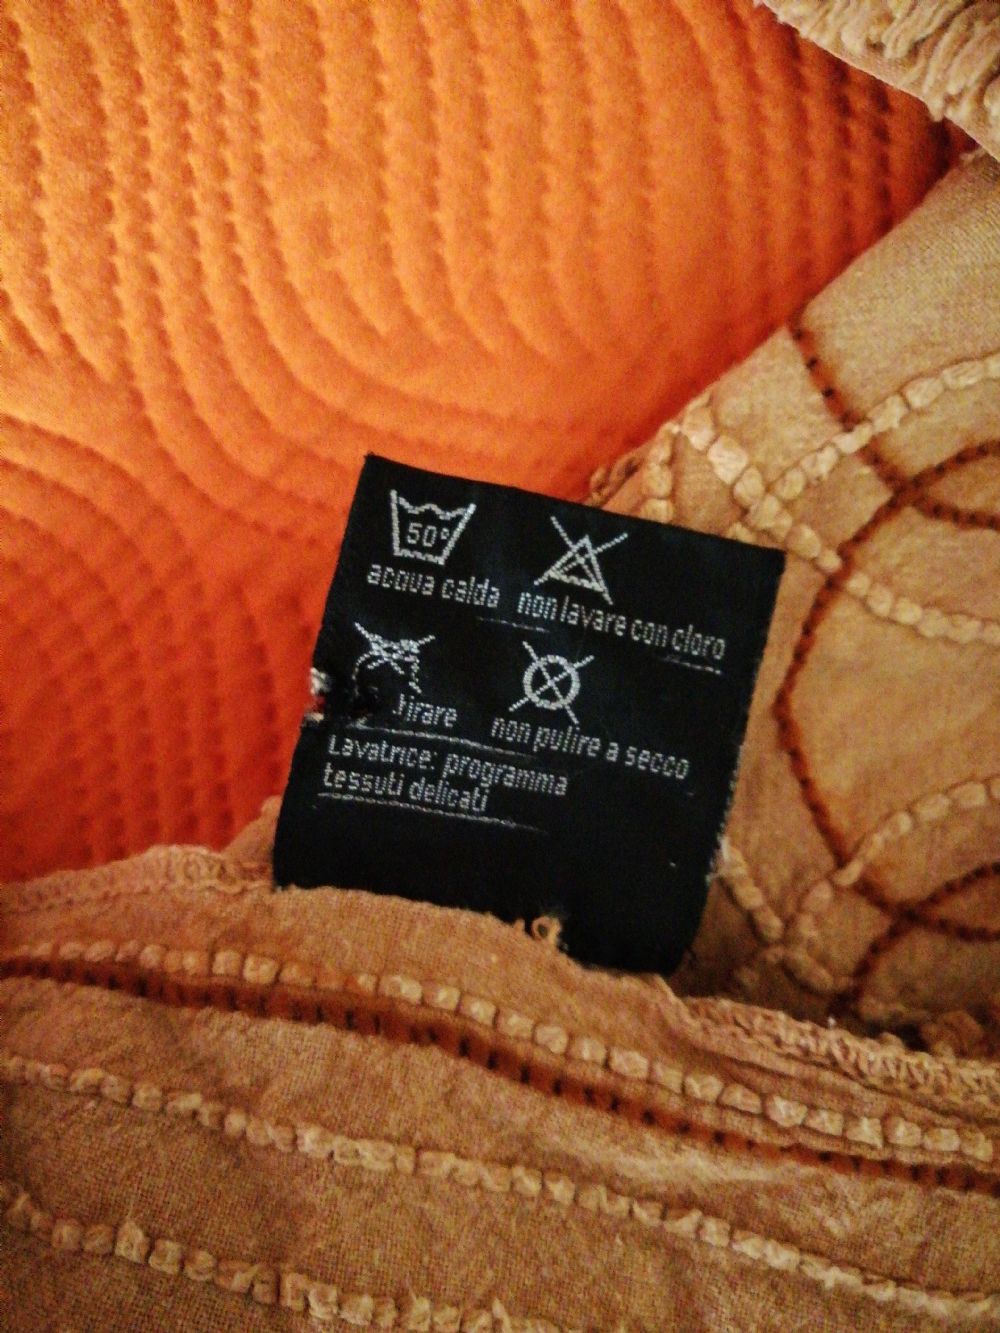 50°
acqua calda non lavare con cloro
non pulire a secco
Lavatrice: programma
tessuti delicati